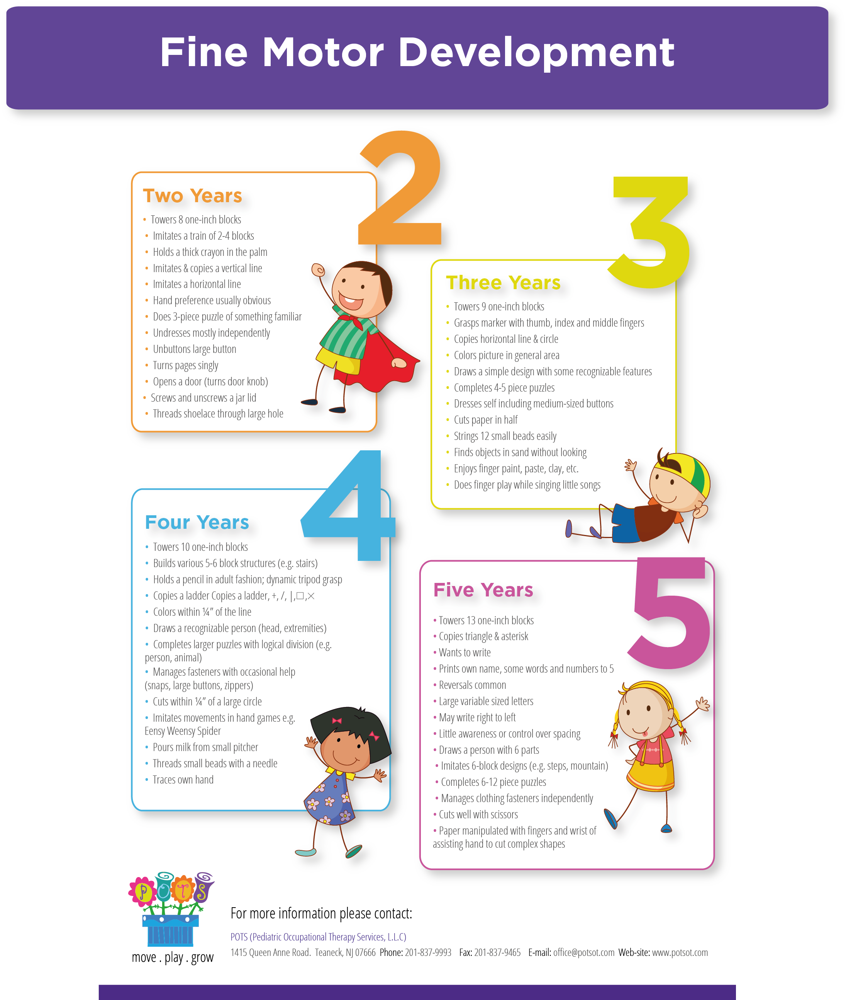 Fine Motor Development
2
Two Years
• Towers 8 one-inch blocks
• Imitates a train of 2-4 blocks
• Holds a thick crayon in the palm
• Imitates & copies a vertical line
• Imitates a horizontal line
• Hand preference usually obvious
• Does 3-piece puzzle of something familiar
• Undresses mostly independently
• Unbuttons large button
• Turns pages singly
• Opens a door (turns door knob)
• Screws and unscrews a jar lid
• Threads shoelace through large hole
3
Three Years
• Towers 9 one-inch blocks
• Grasps marker with thumb, index and middle fingers
• Copies horizontal line & circle
• Colors picture in general area
• Draws a simple design with some recognizable features
• Completes 4-5 piece puzzles
• Dresses self including medium-sized buttons
• Cuts paper in half
• Strings 12 small beads easily
• Finds objects in sand without looking
• Enjoys finger paint, paste, clay, etc.
• Does finger play while singing little songs
4
Four Years
• Towers 10 one-inch blocks
• Builds various 5-6 block structures (e.g. stairs)
• Holds a pencil in adult fashion; dynamic tripod grasp
• Copies a ladder Copies a ladder, +, /, |,□,×
• Colors within ¼” of the line
• Draws a recognizable person (head, extremities)
• Completes larger puzzles with logical division (e.g.
person, animal)
• Manages fasteners with occasional help
(snaps, large buttons, zippers)
• Cuts within ¼” of a large circle
• Imitates movements in hand games e.g.
Eensy Weensy Spider
• Pours milk from small pitcher
• Threads small beads with a needle
• Traces own hand
5
Five Years
• Towers 13 one-inch blocks
• Copies triangle & asterisk
• Wants to write
• Prints own name, some words and numbers to 5
• Reversals common
• Large variable sized letters
• May write right to left
• Little awareness or control over spacing
• Draws a person with 6 parts
• Imitates 6-block designs (e.g. steps, mountain)
• Completes 6-12 piece puzzles
• Manages clothing fasteners independently
• Cuts well with scissors
• Paper manipulated with fingers and wrist of
assisting hand to cut complex shapes
POTS
move . play . grow
For more information please contact:
POTS (Pediatric Occupational Therapy Services, L.L.C)
1415 Queen Anne Road. Teaneck, NJ 07666 Phone: 201-837-9993 Fax: 201-837-9465 E-mail: office@potsot.com Web-site: www.potsot.com